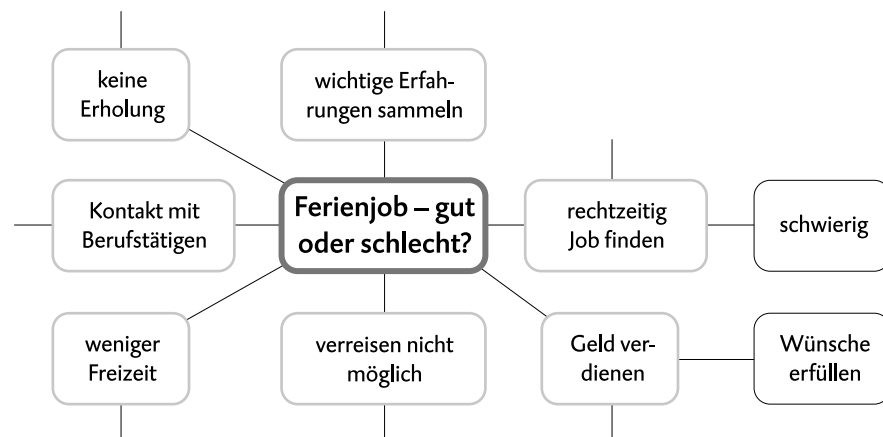 keine
Erholung
wichtige Erfah-
rungen sammeln
Kontakt mit
Berufstätigen
Ferienjob – gut
oder schlecht?
rechtzeitig
Job finden
schwierig
weniger
Freizeit
verreisen nicht
möglich
Geld ver-
dienen
Wünsche
erfüllen